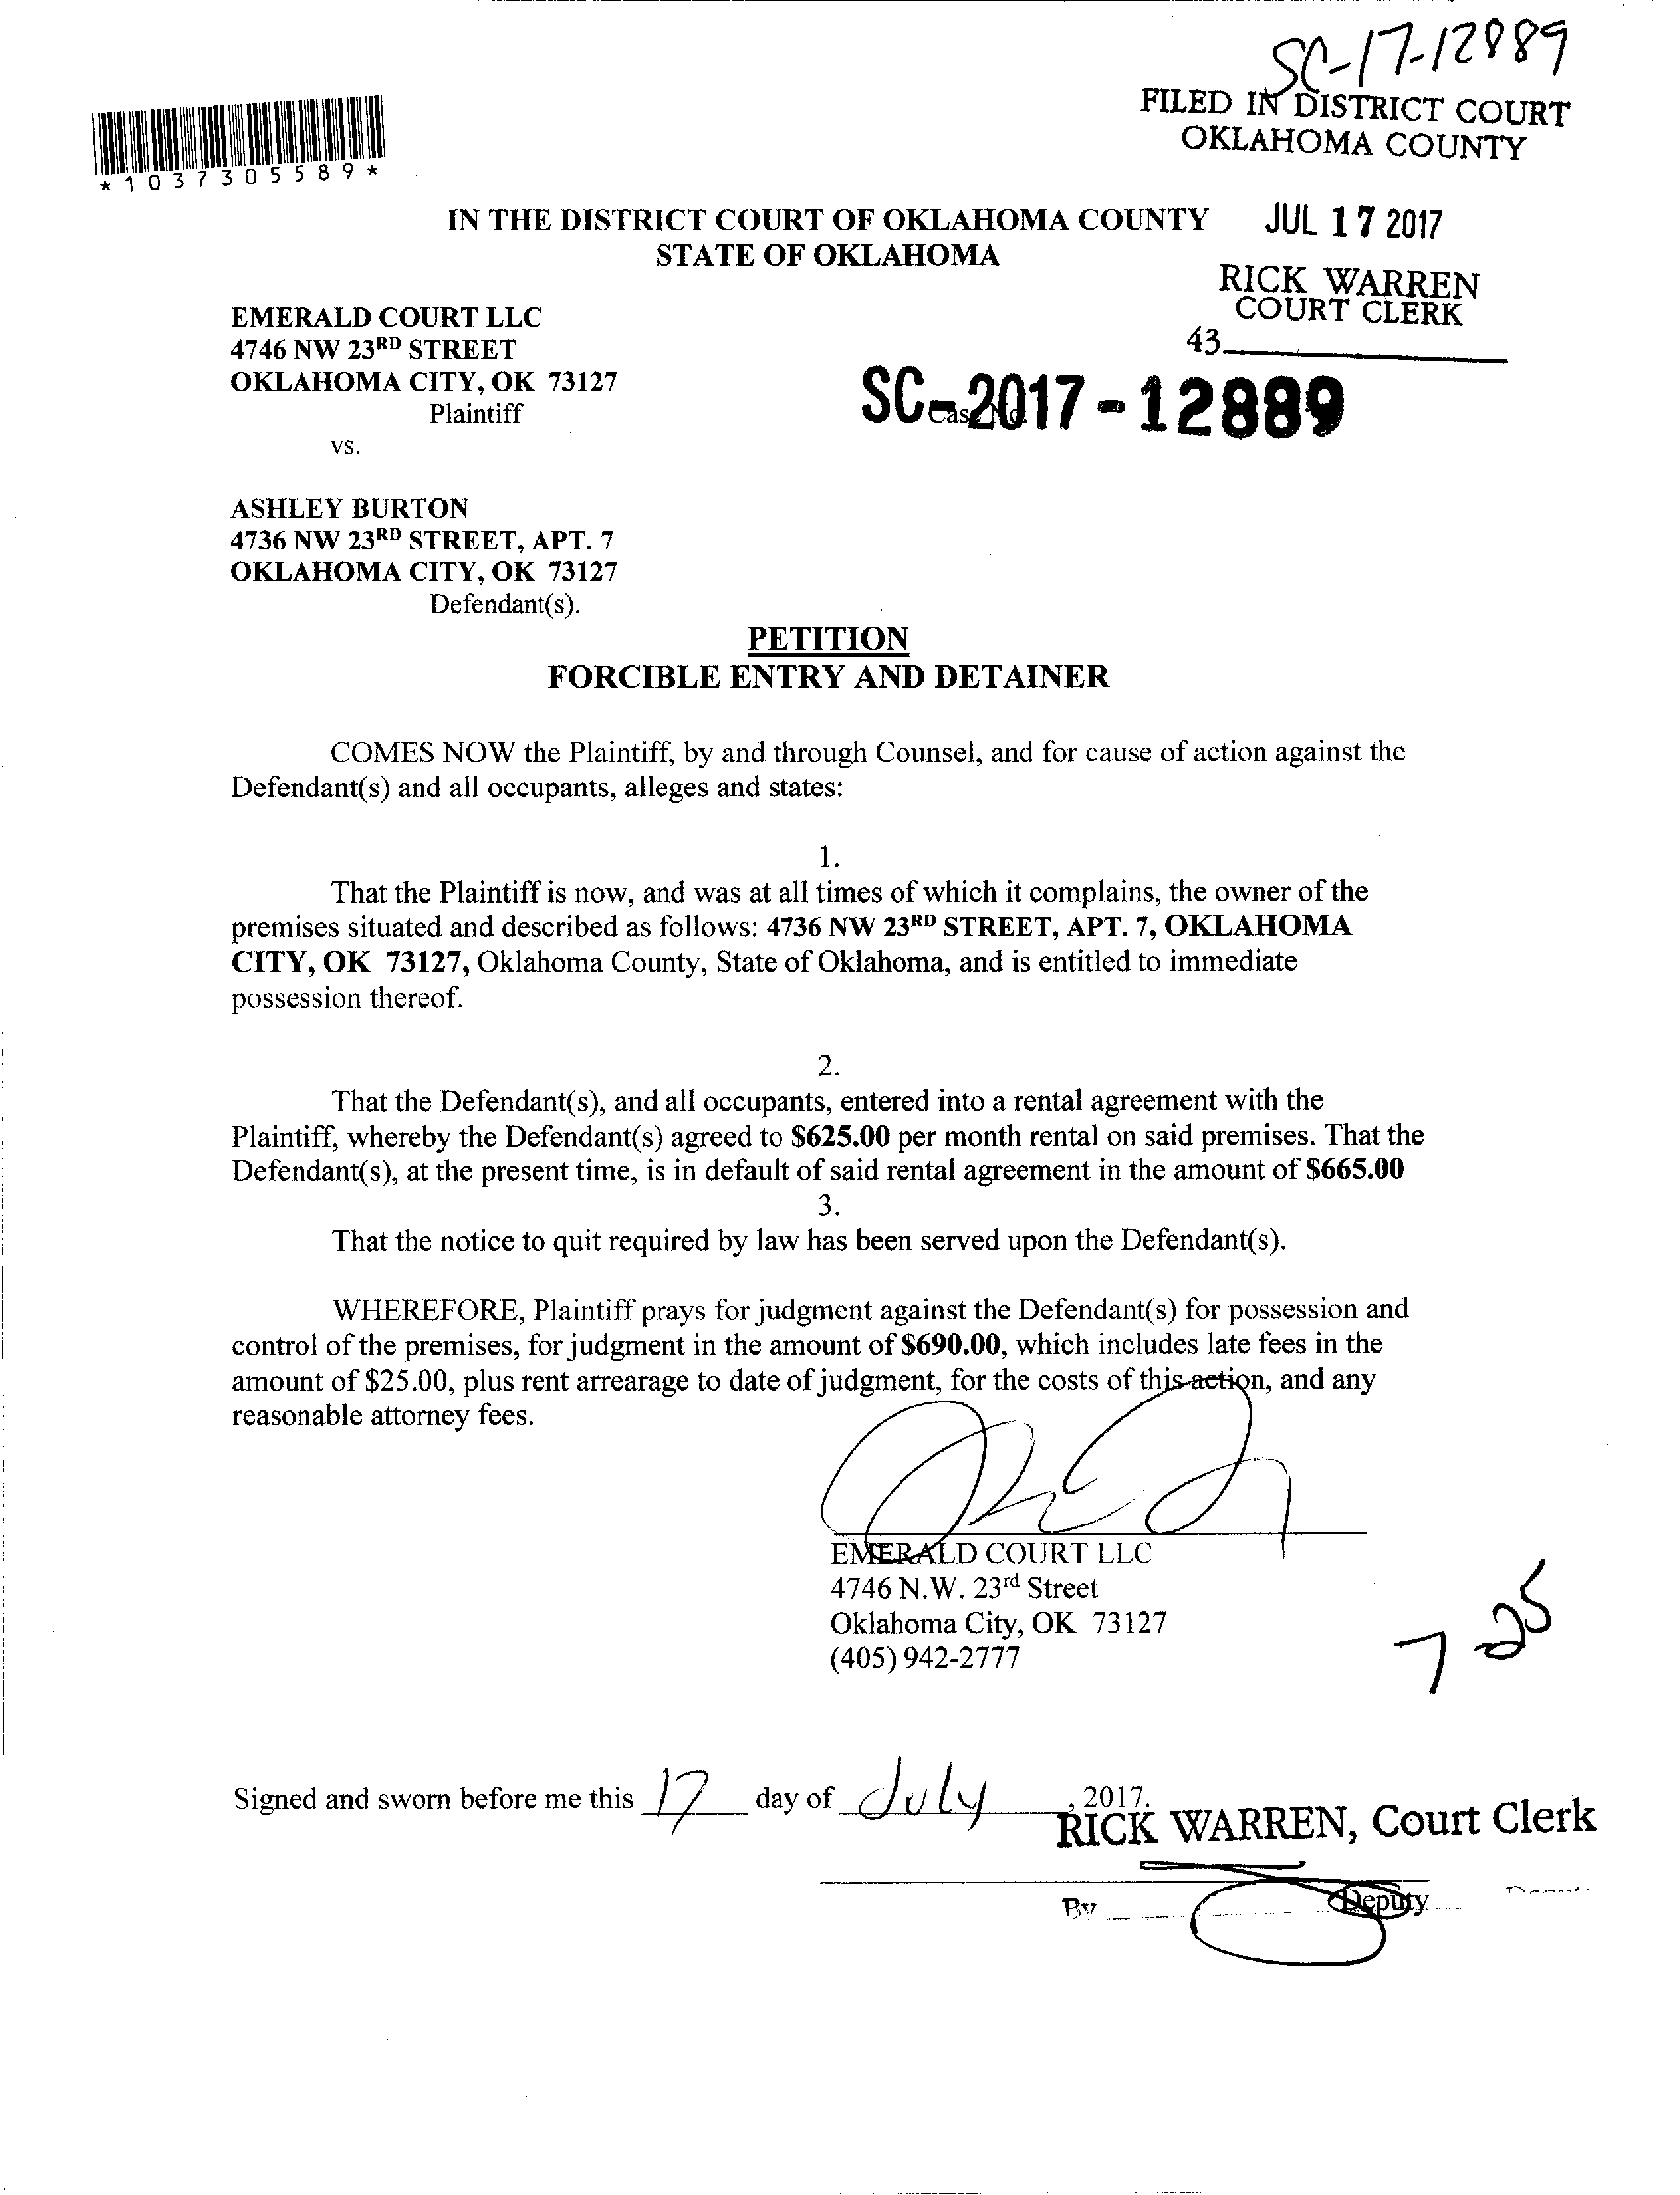 SC-17-12889
FILED IN DISTRICT COURT
OKLAHOMA COUNTY
*1037305589*
IN THE DISTRICT COURT OF OKLAHOMA COUNTY
STATE OF OKLAHOMA
JUL 17 2017
RICK WARREN
COURT CLERK
43
EMERALD COURT LLC
4746 NW 23RD STREET
OKLAHOMA CITY, OK 73127
Plaintiff
Case No.
SC-2017-12889
vs.
ASHLEY BURTON
4736 NW 23RD STREET, APT. 7
OKLAHOMA CITY, OK 73127
Defendant(s).
PETITION
FORCIBLE ENTRY AND DETAINER
COMES NOW the Plaintiff, by and through Counsel, and for cause of action against the
Defendant(s) and all occupants, alleges and states:
1.
That the Plaintiff is now, and was at all times of which it complains, the owner of the
premises situated and described as follows: 4736 NW 23RD STREET, APT. 7, OKLAHOMA
CITY, OK 73127, Oklahoma County, State of Oklahoma, and is entitled to immediate
possession thereof.
2.
That the Defendant(s), and all occupants, entered into a rental agreement with the
Plaintiff, whereby the Defendant(s) agreed to $625.00 per month rental on said premises. That the
Defendant(s), at the present time, is in default of said rental agreement in the amount of $665.00
3.
That the notice to quit required by law has been served upon the Defendant(s).
WHEREFORE, Plaintiff prays for judgment against the Defendant(s) for possession and
control of the premises, for judgment in the amount of $690.00, which includes late fees in the
amount of $25.00, plus rent arrearage to date of judgment, for the costs of this action, and any
reasonable attorney fees.
EMERALD COURT LLC
4746 N.W. 23rd Street
Oklahoma City, OK 73127
(405) 942-2777
7 25
Signed and sworn before me this 17 day of July, 2017.
RICK WARREN, Court Clerk
By Deputy